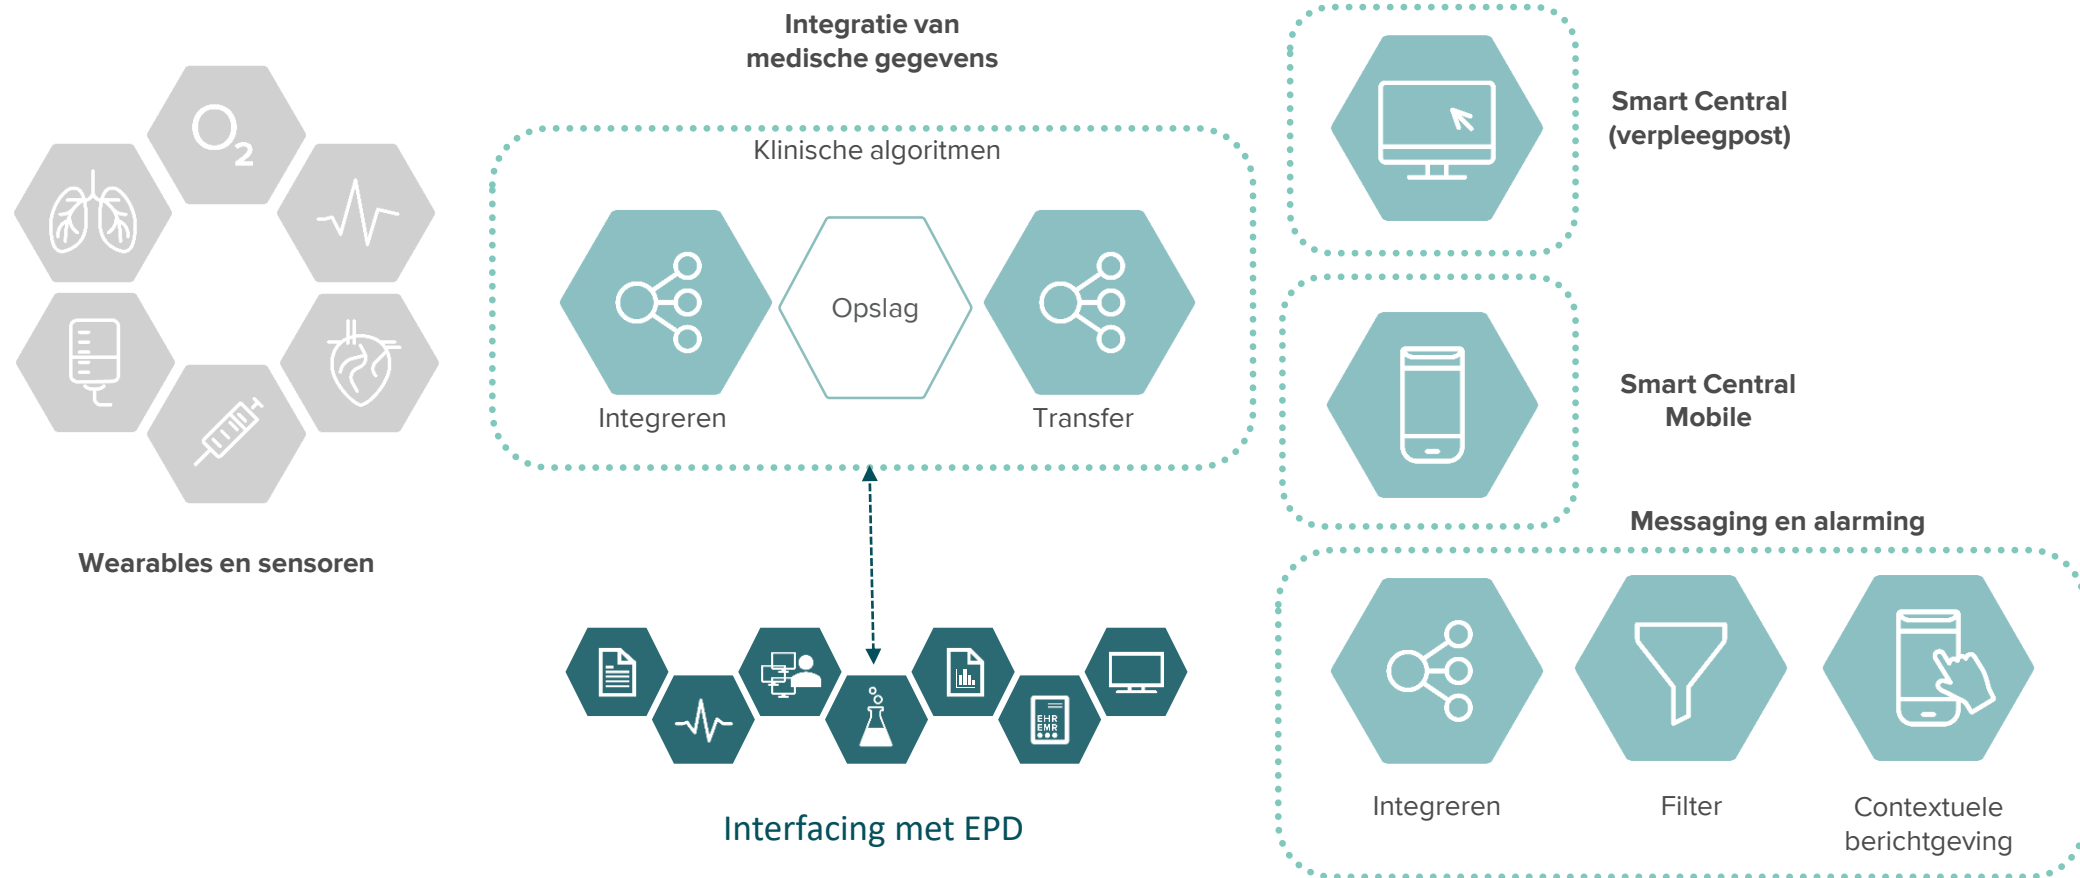 Integratie van
medische gegevens
Smart Central
(verpleegpost)
O2
Klinische algoritmen
Opslag
Integreren
Transfer
Smart Central
Mobile
Wearables en sensoren
Messaging en alarming
EHR
EMR
Interfacing met EPD
Integreren
Filter
Contextuele
berichtgeving